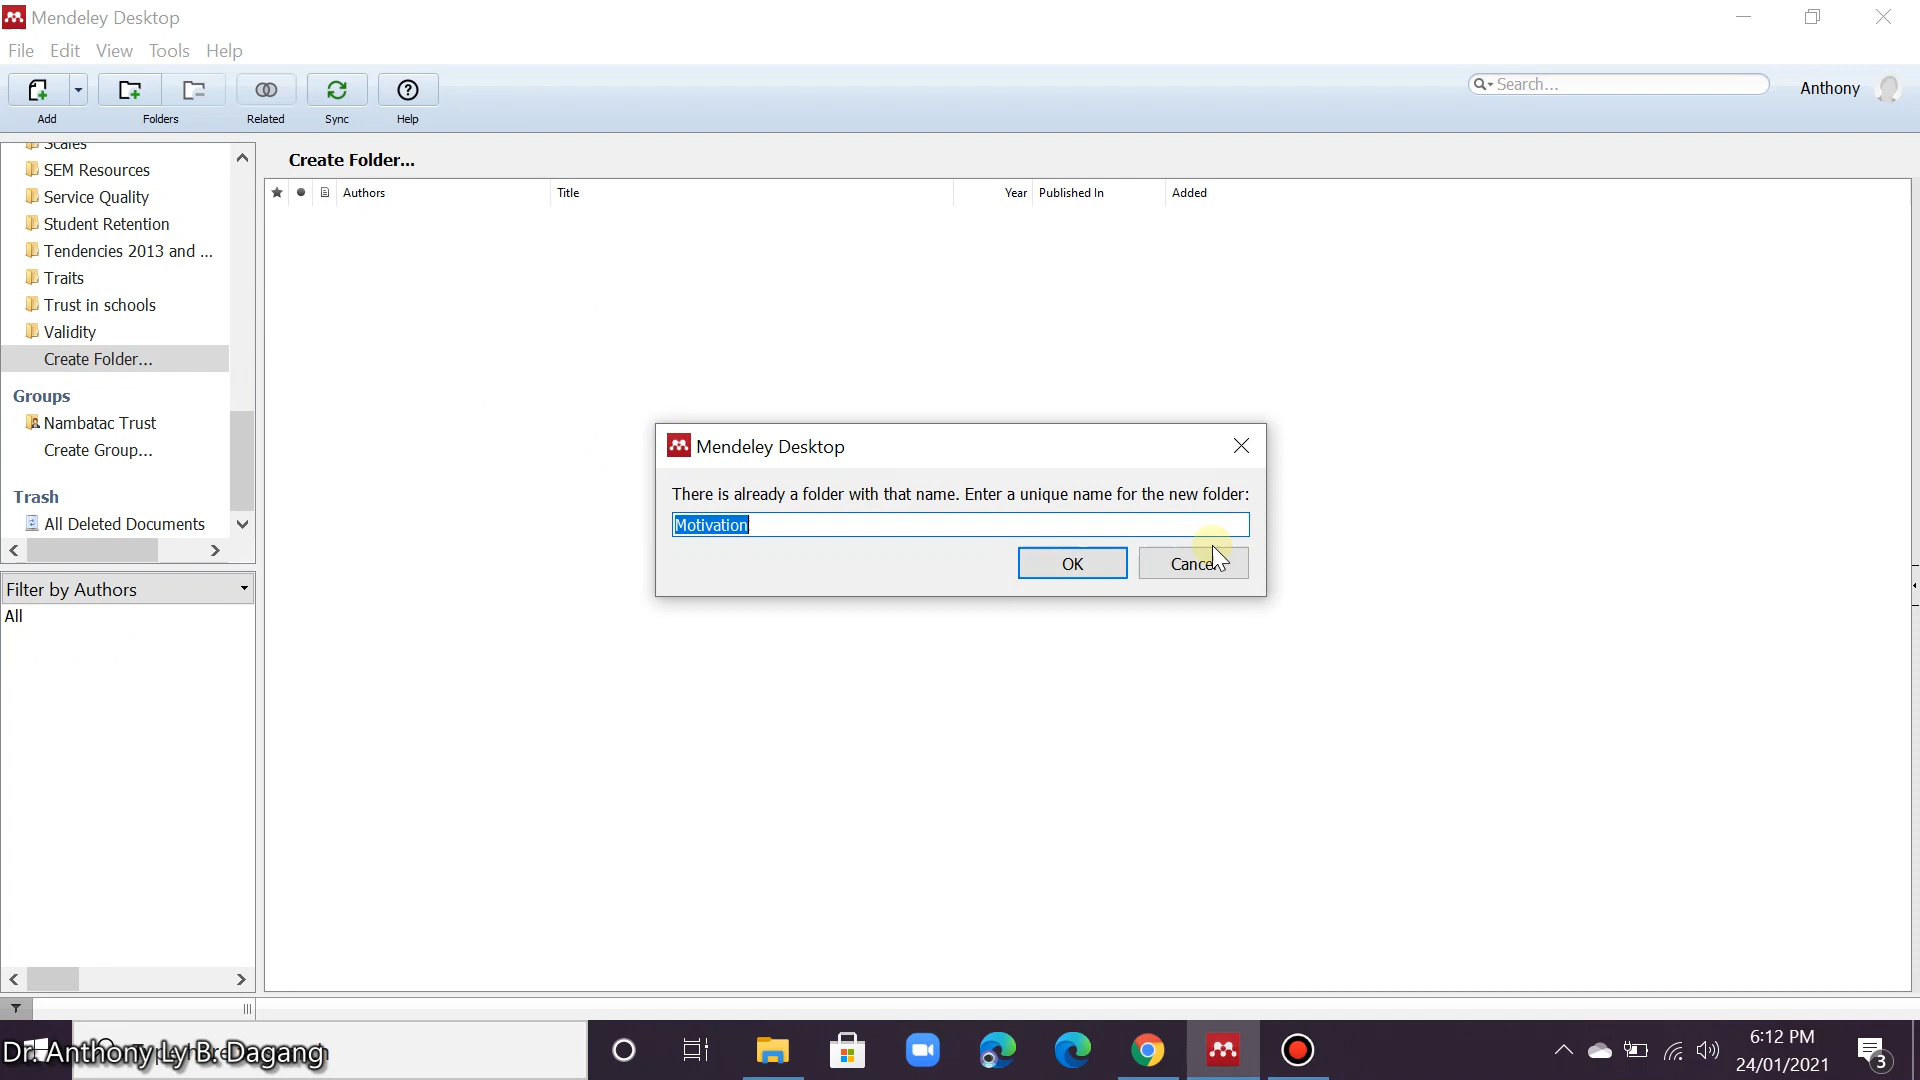 Mendeley Desktop
File Edit View Tools Help
Search...
Anthony
Add Folders Related Sync Help
Scales
SEM Resources
Service Quality
Student Retention
Tendencies 2013 and ...
Traits
Trust in schools
Validity
Create Folder...
Groups
Nambatac Trust
Create Group...
Trash
All Deleted Documents
Filter by Authors
All
Create Folder...
Authors Title Year Published In Added
Mendeley Desktop
There is already a folder with that name. Enter a unique name for the new folder:
Motivation
OK Cancel
Dr. Anthony Ly B. Dagang
6:12 PM
24/01/2021
3